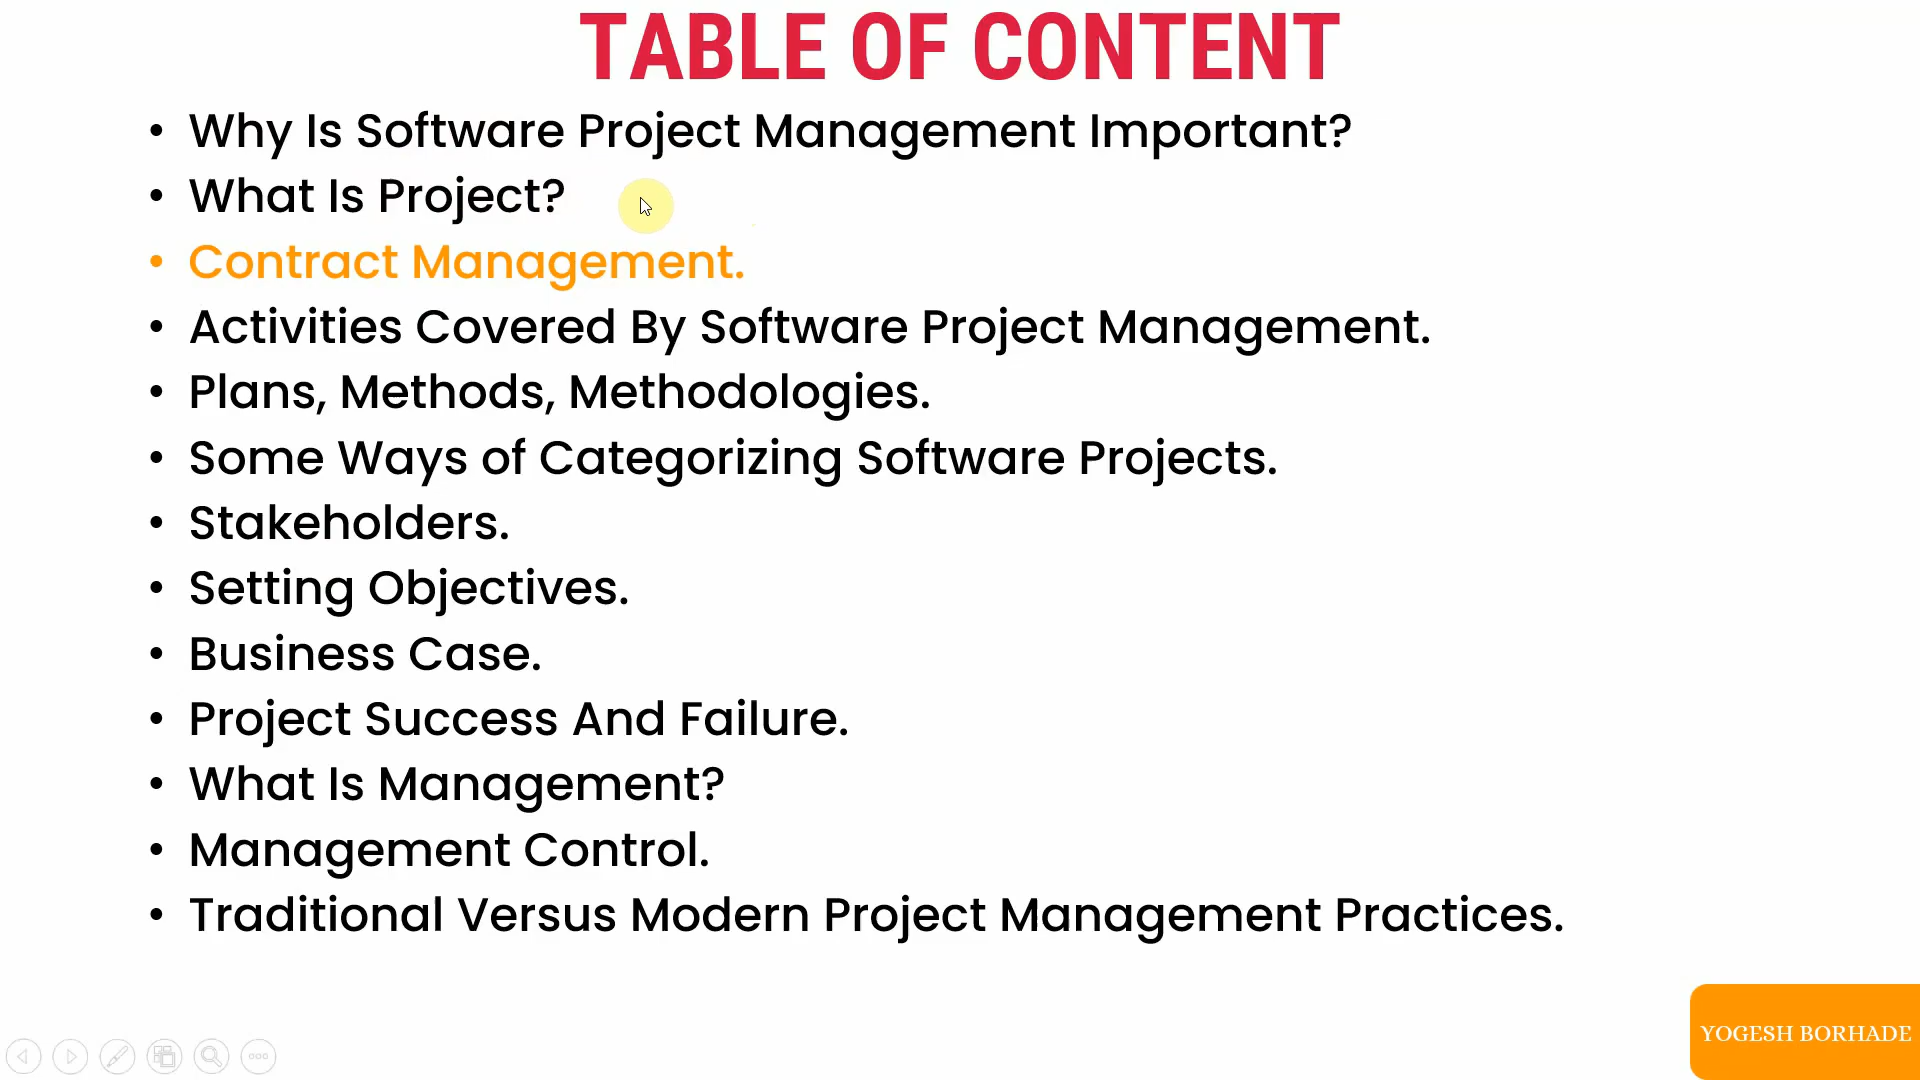 TABLE OF CONTENT
• Why Is Software Project Management Important?
• What Is Project?
• Contract Management.
• Activities Covered By Software Project Management.
• Plans, Methods, Methodologies.
• Some Ways of Categorizing Software Projects.
• Stakeholders.
• Setting Objectives.
• Business Case.
• Project Success And Failure.
• What Is Management?
• Management Control.
• Traditional Versus Modern Project Management Practices.
YOGESH BORHADE